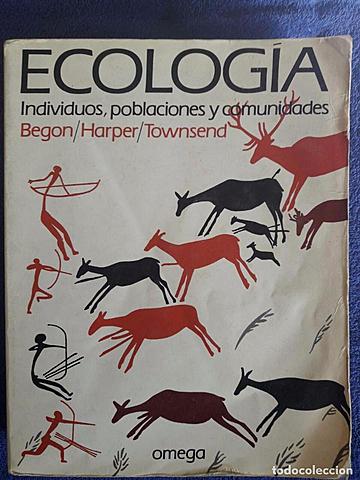 ECOLOGÍA
Individuos, poblaciones y comunidades
Begon/Harper/Townsend
omega
todocoleccion